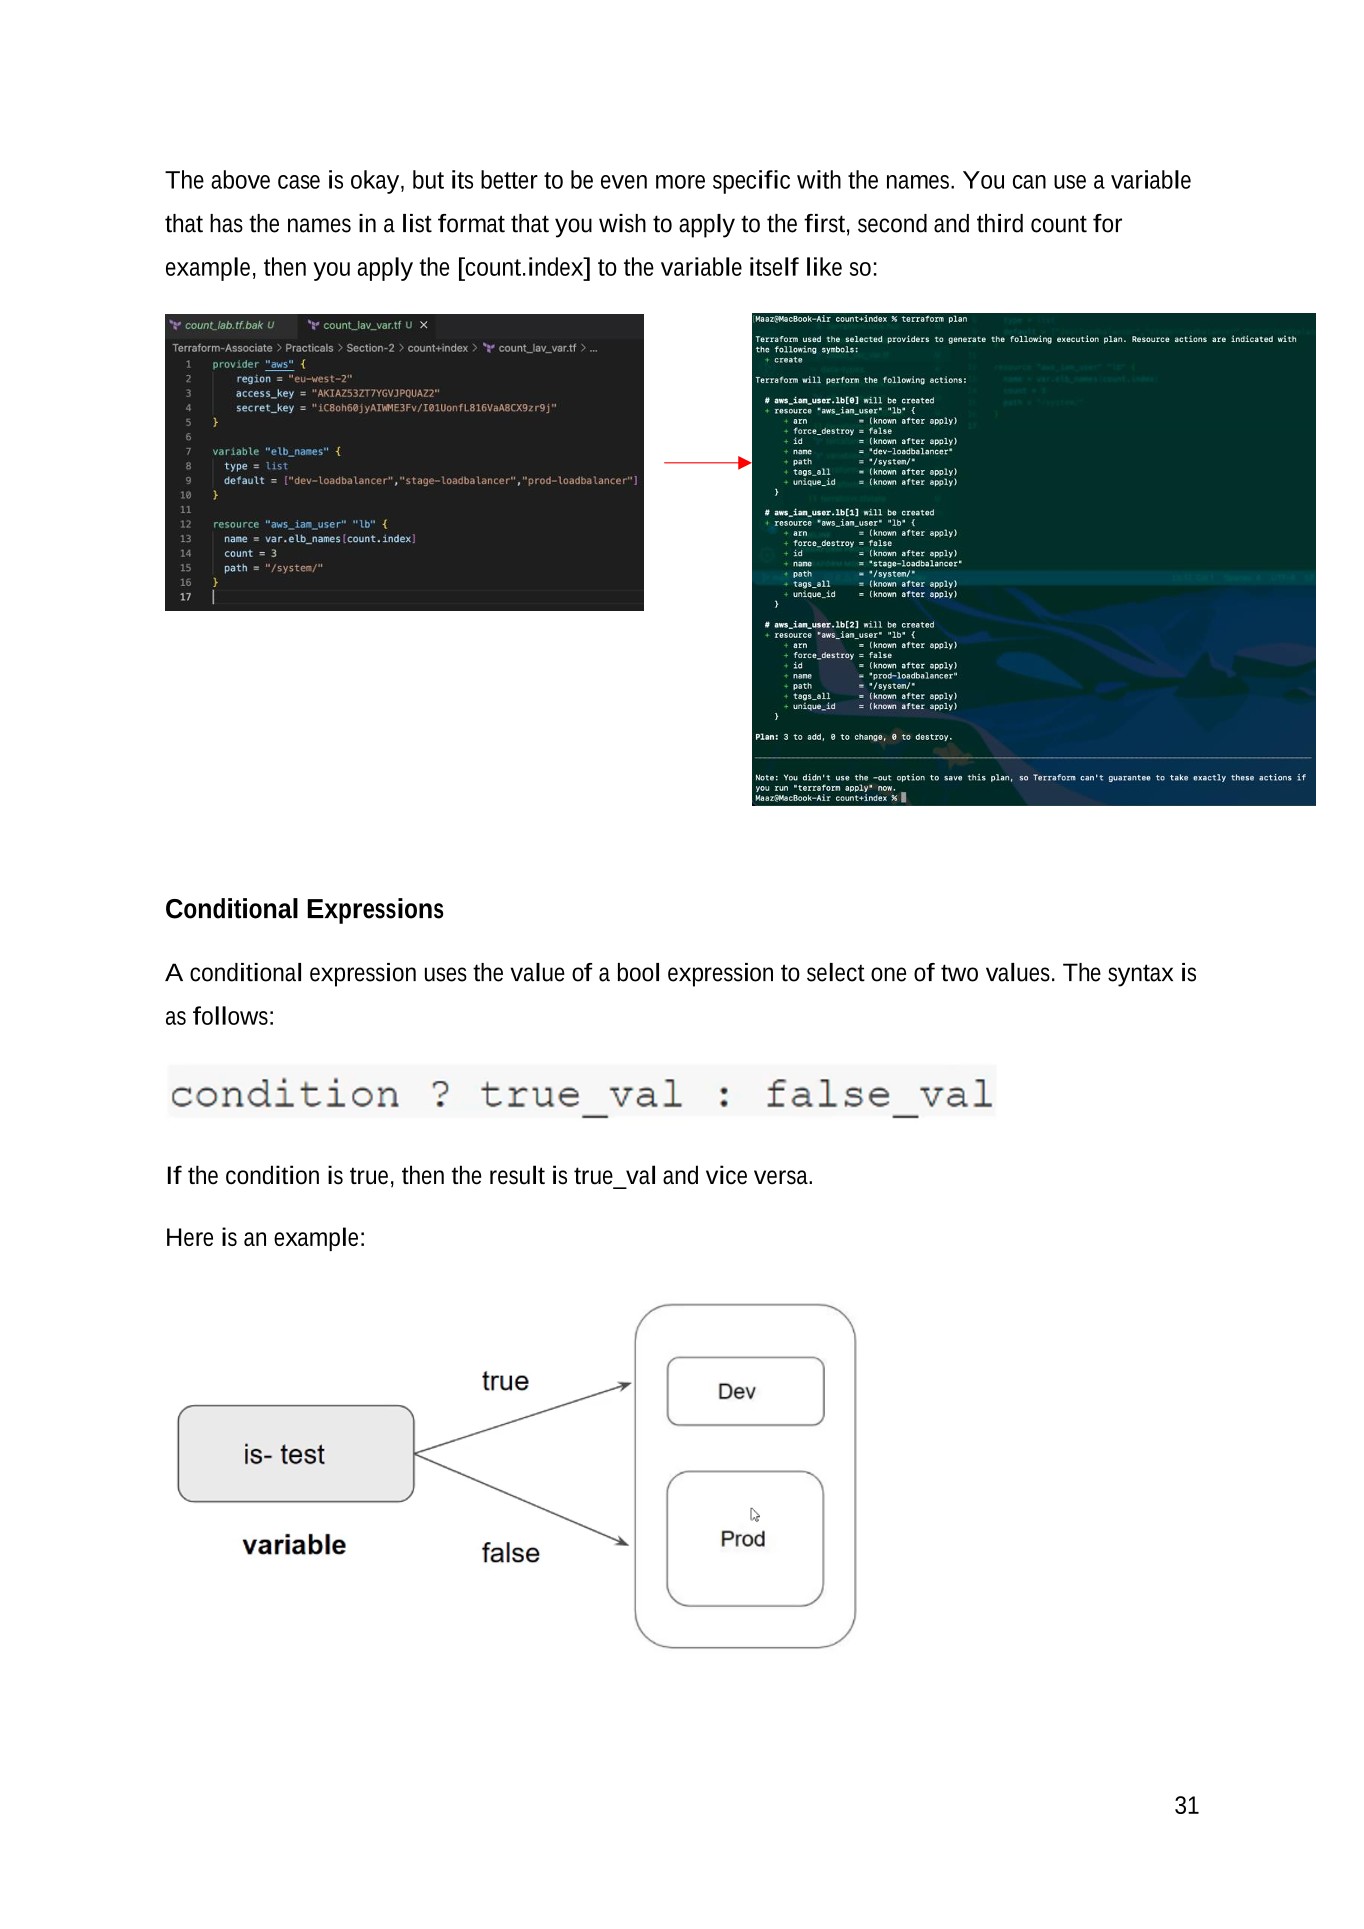 The above case is okay, but its better to be even more specific with the names. You can use a variable
that has the names in a list format that you wish to apply to the first, second and third count for
example, then you apply the [count.index] to the variable itself like so:
count_lab.tf.bak U count_lav_var.tf U ×
Terraform-Associate > Practicals > Section-2 > count+index > count_lav_var.tf > ...
1 provider "aws" {
2 region = "eu-west-2"
3 access_key =
4 secret_key =
5 }
6
7 variable "elb_names" {
8 type = list
9 default = ["dev-loadbalancer","stage-loadbalancer","prod-loadbalancer"]
10 }
11
12 resource "aws_iam_user" "lb" {
13 name = var.elb_names[count.index]
14 count = 3
15 path = "/system/"
16 }
17
Maaz@MacBook-Air count+index % terraform plan
Terraform used the selected providers to generate the following execution plan. Resource actions are indicated with
the following symbols:
+ create
Terraform will perform the following actions:
# aws_iam_user.lb[0] will be created
+ resource "aws_iam_user" "lb" {
+ arn = (known after apply)
+ force_destroy = false
+ id = (known after apply)
+ name = "dev-loadbalancer"
+ path = "/system/"
+ tags_all = (known after apply)
+ unique_id = (known after apply)
}
# aws_iam_user.lb[1] will be created
+ resource "aws_iam_user" "lb" {
+ arn = (known after apply)
+ force_destroy = false
+ id = (known after apply)
+ name = "stage-loadbalancer"
+ path = "/system/"
+ tags_all = (known after apply)
+ unique_id = (known after apply)
}
# aws_iam_user.lb[2] will be created
+ resource "aws_iam_user" "lb" {
+ arn = (known after apply)
+ force_destroy = false
+ id = (known after apply)
+ name = "prod-loadbalancer"
+ path = "/system/"
+ tags_all = (known after apply)
+ unique_id = (known after apply)
}
Plan: 3 to add, 0 to change, 0 to destroy.
Note: You didn't use the -out option to save this plan, so Terraform can't guarantee to take exactly these actions if
you run "terraform apply" now.
Maaz@MacBook-Air count+index %
Conditional Expressions
A conditional expression uses the value of a bool expression to select one of two values. The syntax is
as follows:
condition ? true_val : false_val
If the condition is true, then the result is true_val and vice versa.
Here is an example:
true
Dev
is- test
Prod
variable
false
31